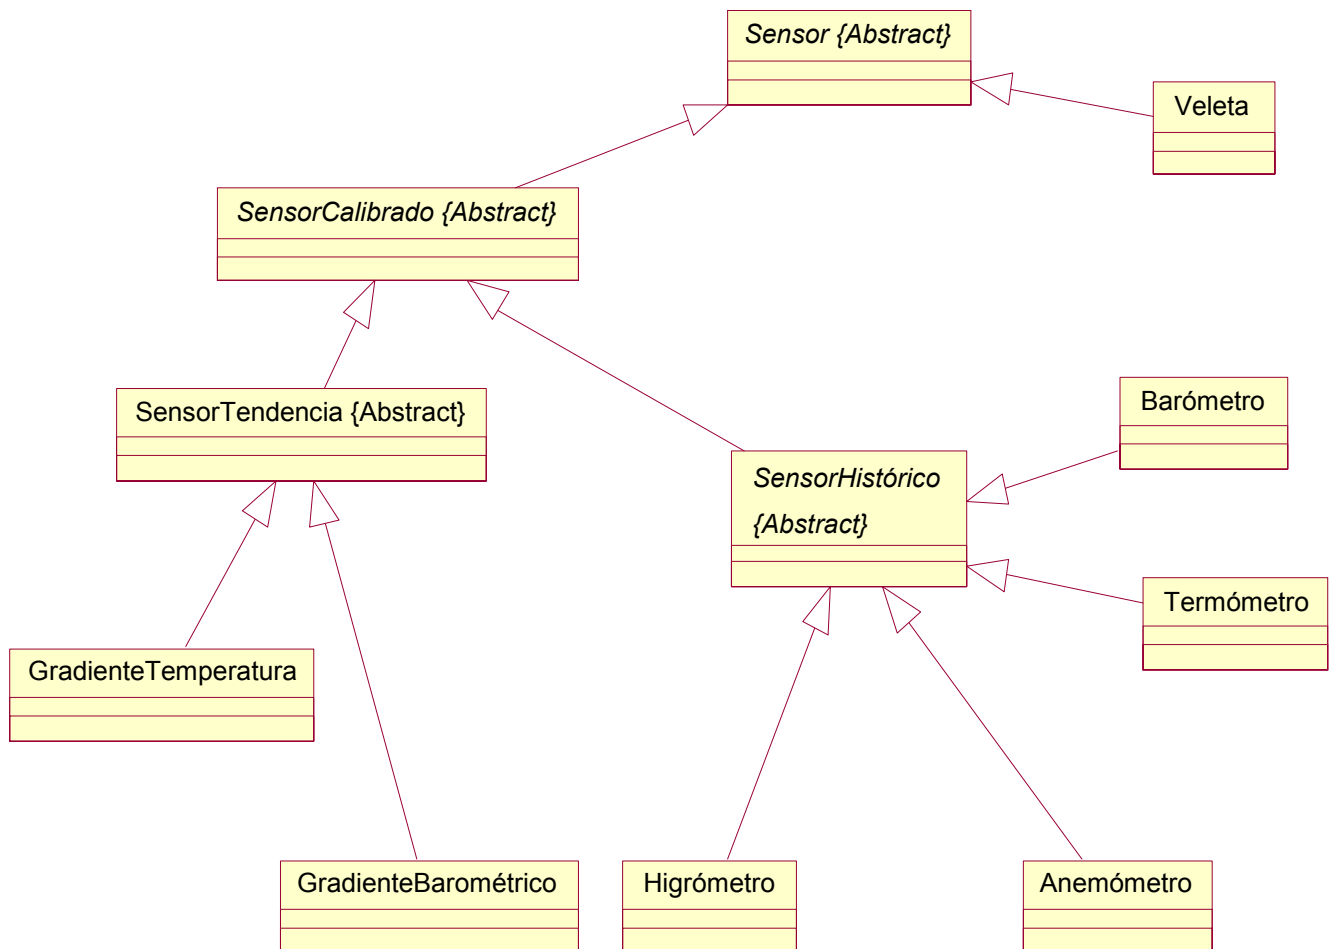 Sensor {Abstract}
Veleta
SensorCalibrado {Abstract}
SensorTendencia {Abstract}
Barómetro
SensorHistórico
{Abstract}
Termómetro
GradienteTemperatura
GradienteBarométrico
Higrómetro
Anemómetro